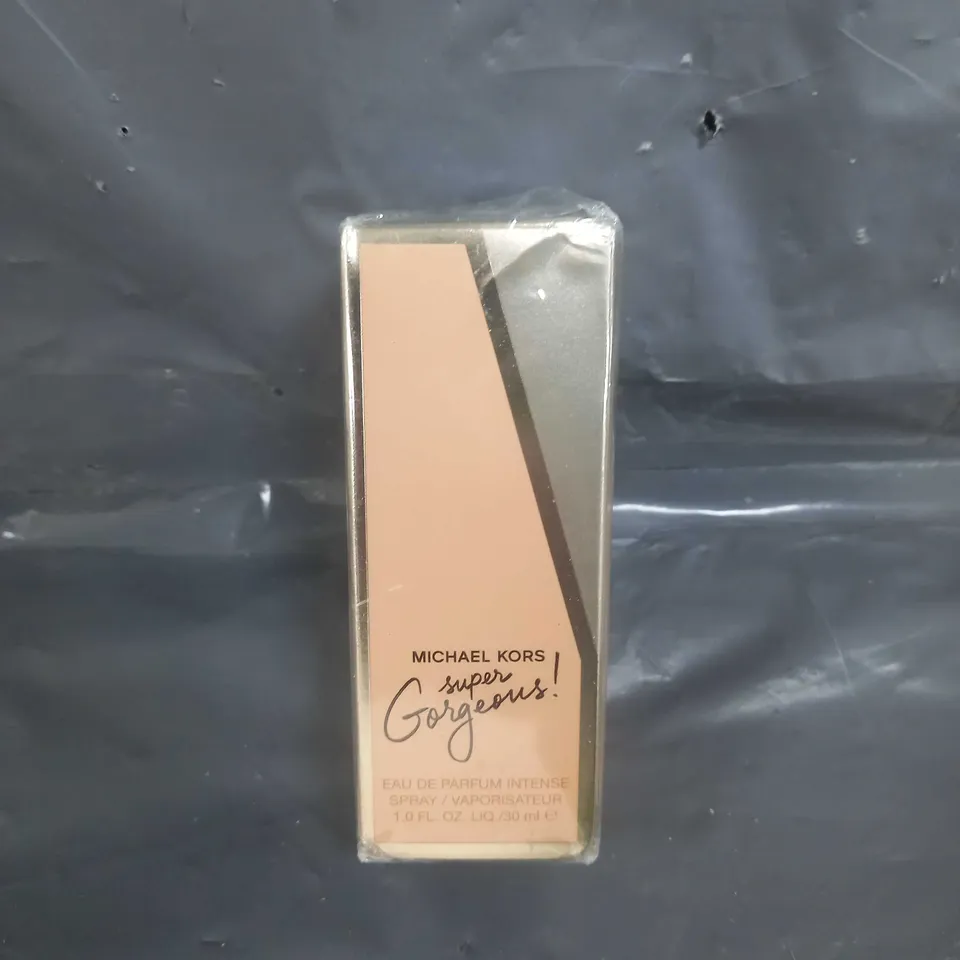 MICHAEL KORS
super
Gorgeous!
EAU DE PARFUM INTENSE
SPRAY / VAPORISATEUR
1.0 FL. OZ. LIQ./30 ml e